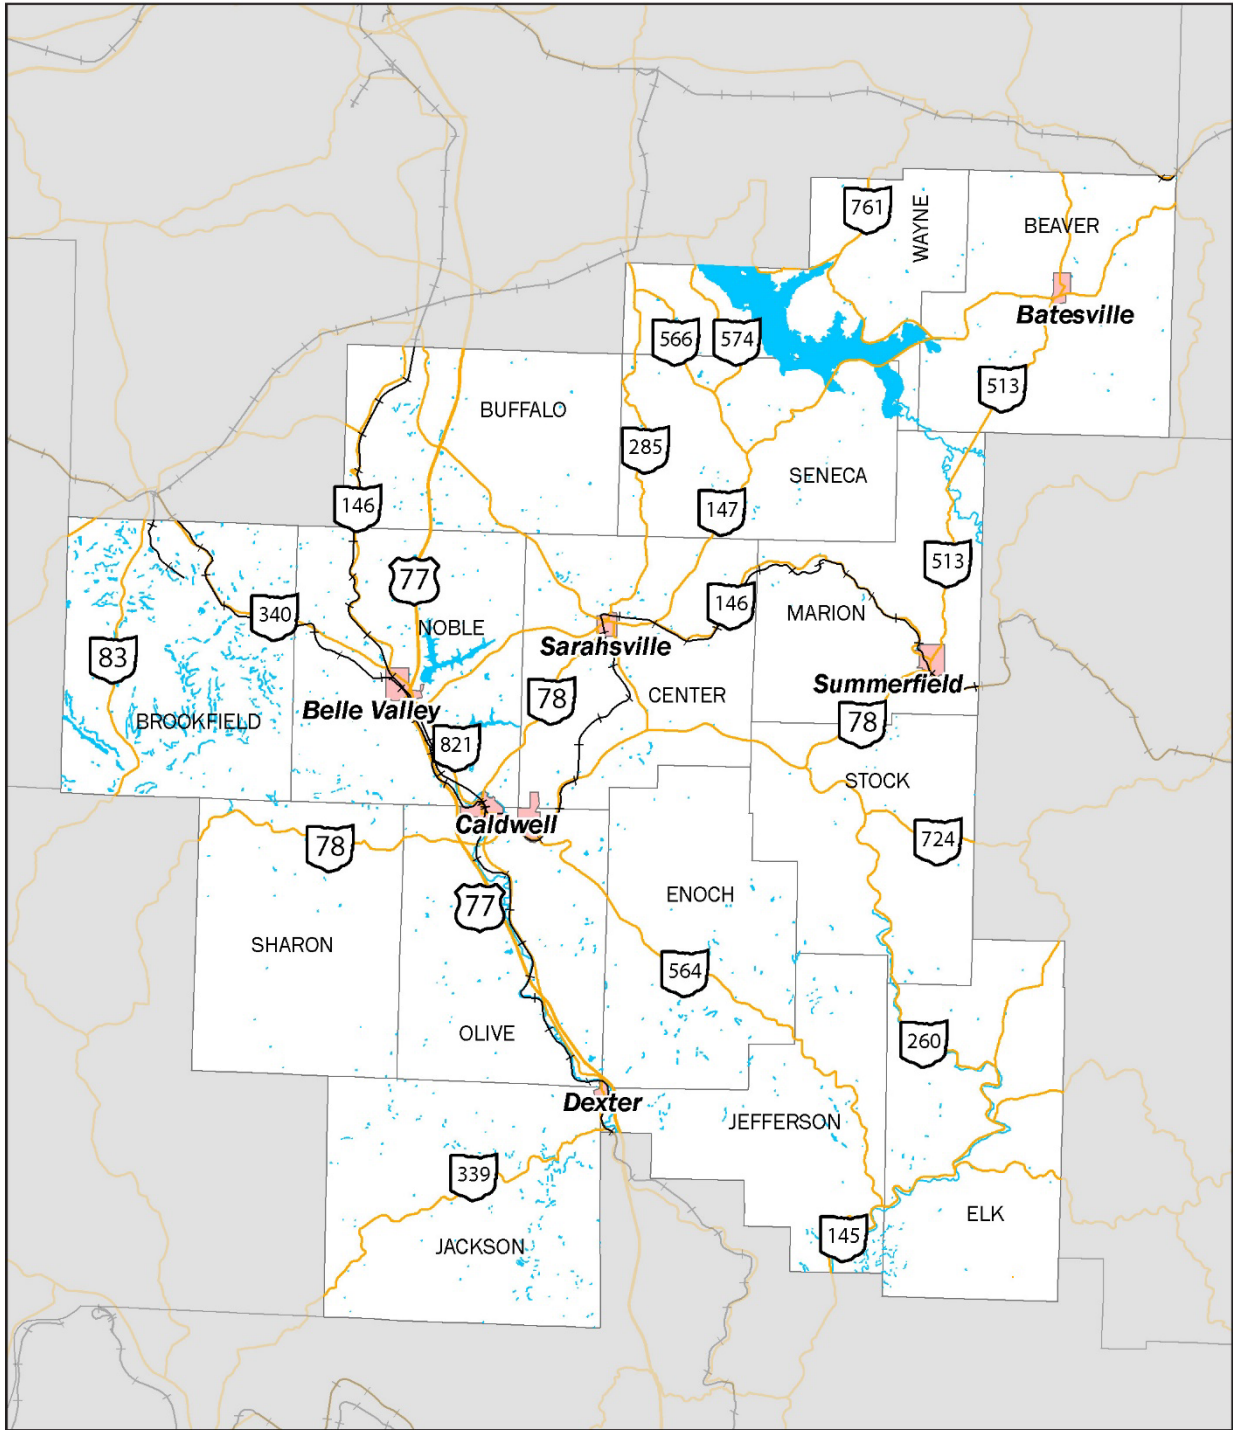 761
WAYNE
BEAVER
Batesville
566
574
513
BUFFALO
285
SENECA
146
147
513
77
340
NOBLE
146
MARION
83
Sarahsville
Summerfield
78
CENTER
Belle Valley
BROOKFIELD
78
821
STOCK
Caldwell
724
78
77
ENOCH
SHARON
564
OLIVE
260
Dexter
JEFFERSON
339
ELK
145
JACKSON